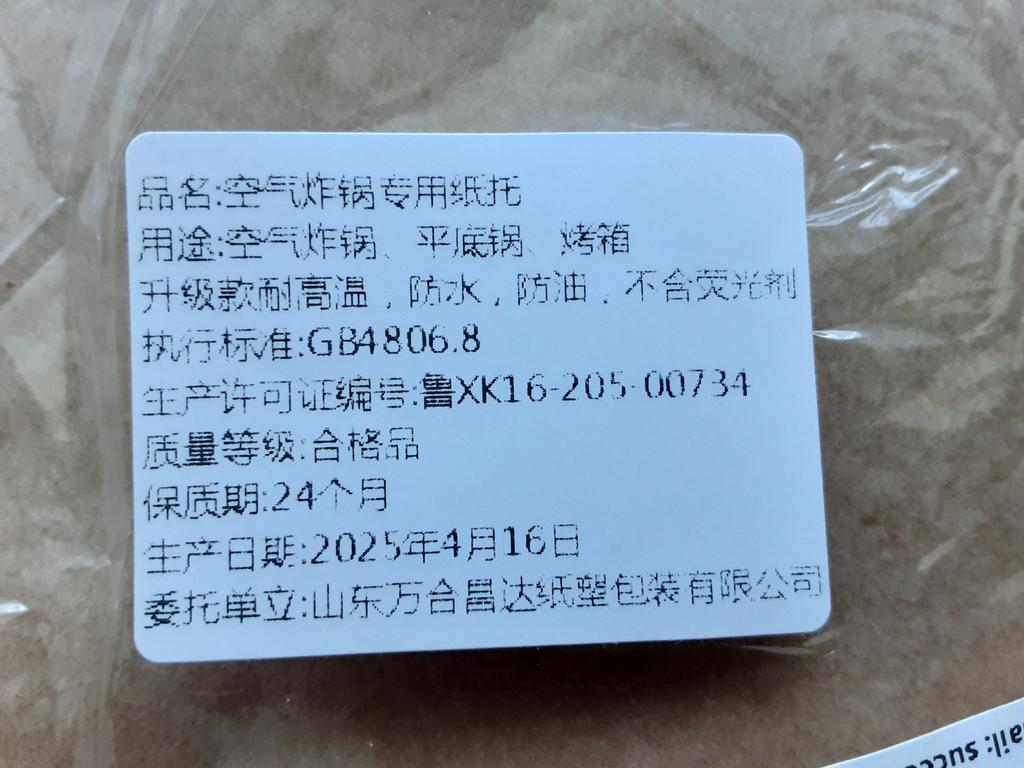 品名:空气炸锅专用纸托
用途:空气炸锅、平底锅、烤箱
升级款耐高温，防水，防油，不含荧光剂
执行标准:GB4806.8
生产许可证编号:鲁XK16-205-00734
质量等级:合格品
保质期:24个月
生产日期:2025年4月16日
委托单立:山东万合昌达纸塑包装有限公司
ail: succe